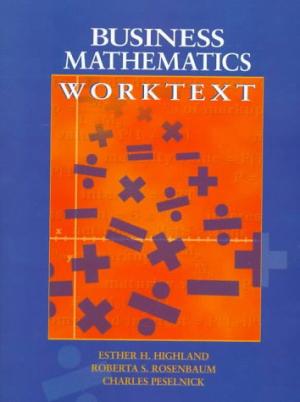 BUSINESS
MATHEMATICS
WORKTEXT
x
y
ESTHER H. HIGHLAND
ROBERTA S. ROSENBAUM
CHARLES PESELNICK